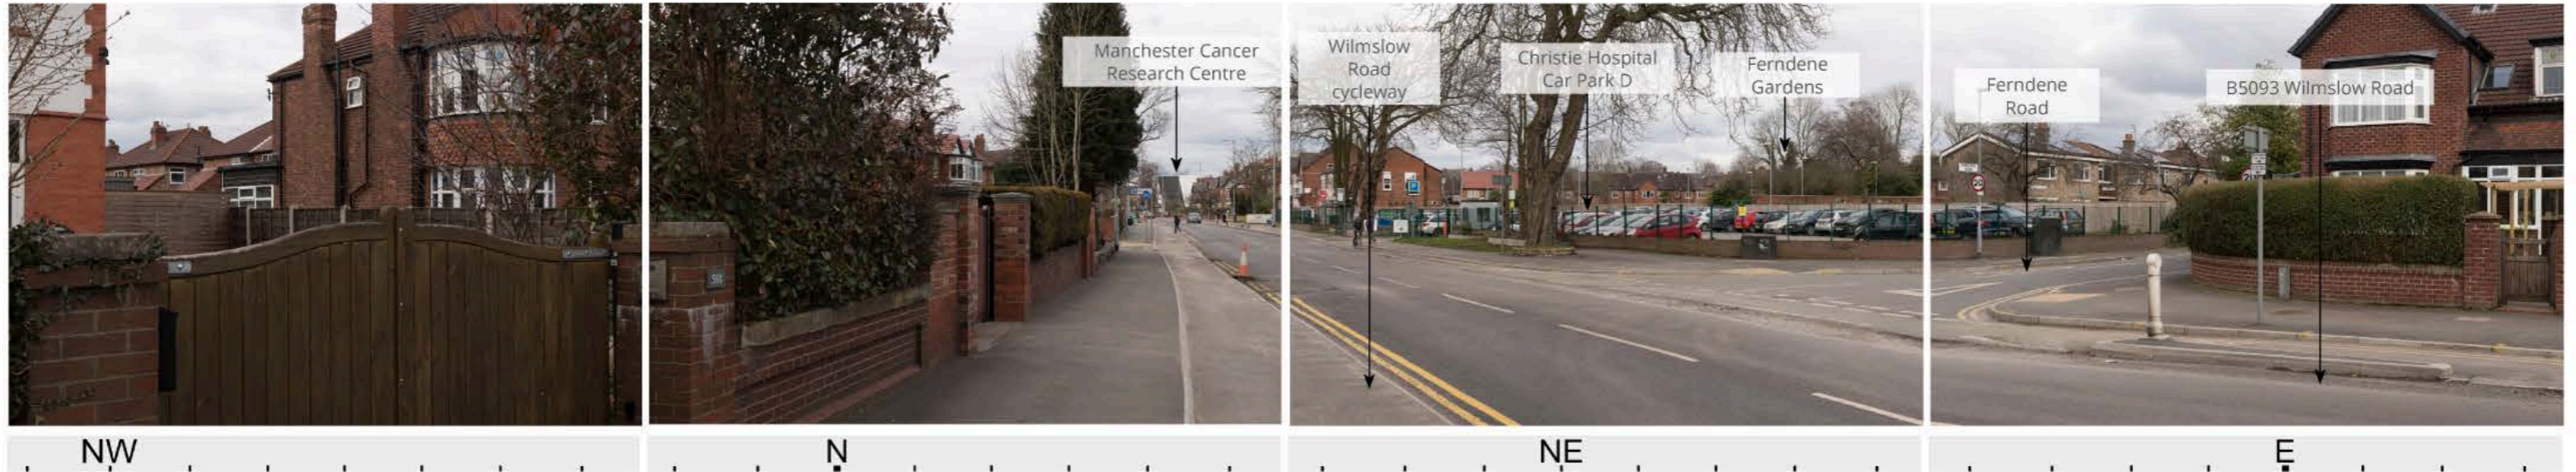 Manchester Cancer
Research Centre
Wilmslow
Road
cycleway
Christie Hospital
Car Park D
Ferndene
Gardens
Ferndene
Road
B5093 Wilmslow Road
20
P
NW
N
NE
E